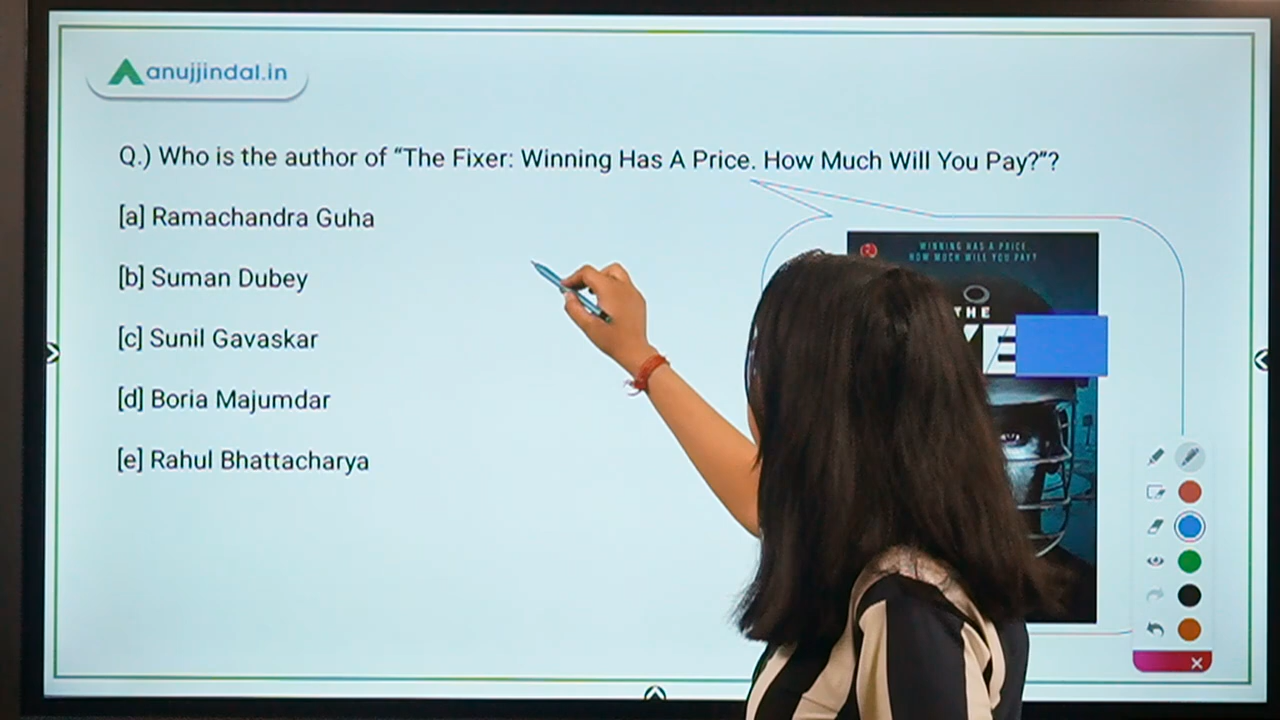 anujjindal.in
Q.) Who is the author of “The Fixer: Winning Has A Price. How Much Will You Pay?”?
[a] Ramachandra Guha
[b] Suman Dubey
[c] Sunil Gavaskar
[d] Boria Majumdar
[e] Rahul Bhattacharya
WINNING HAS A PRICE.
HOW MUCH WILL YOU PAY?
THE